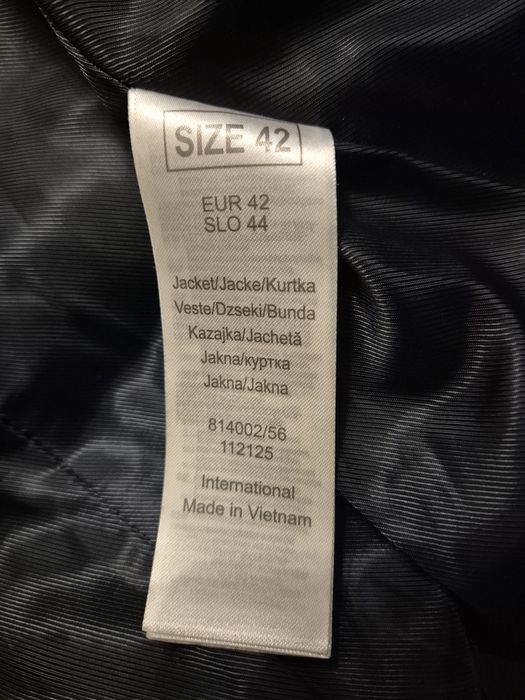 SIZE 42
EUR 42
SLO 44
Jacket/Jacke/Kurtka
Veste/Dzseki/Bunda
Kazajka/Jachetă
Jakna/куртка
Jakna/Jakna
814002/56
112125
International
Made in Vietnam